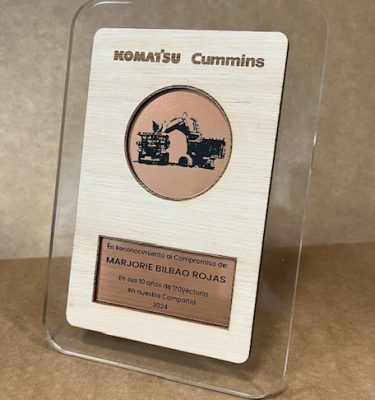 KOMATSU Cummins
En Reconocimiento al Compromiso de:
MARJORIE BILBAO ROJAS
En sus 10 años de trayectoria
en nuestra Compañía
2024